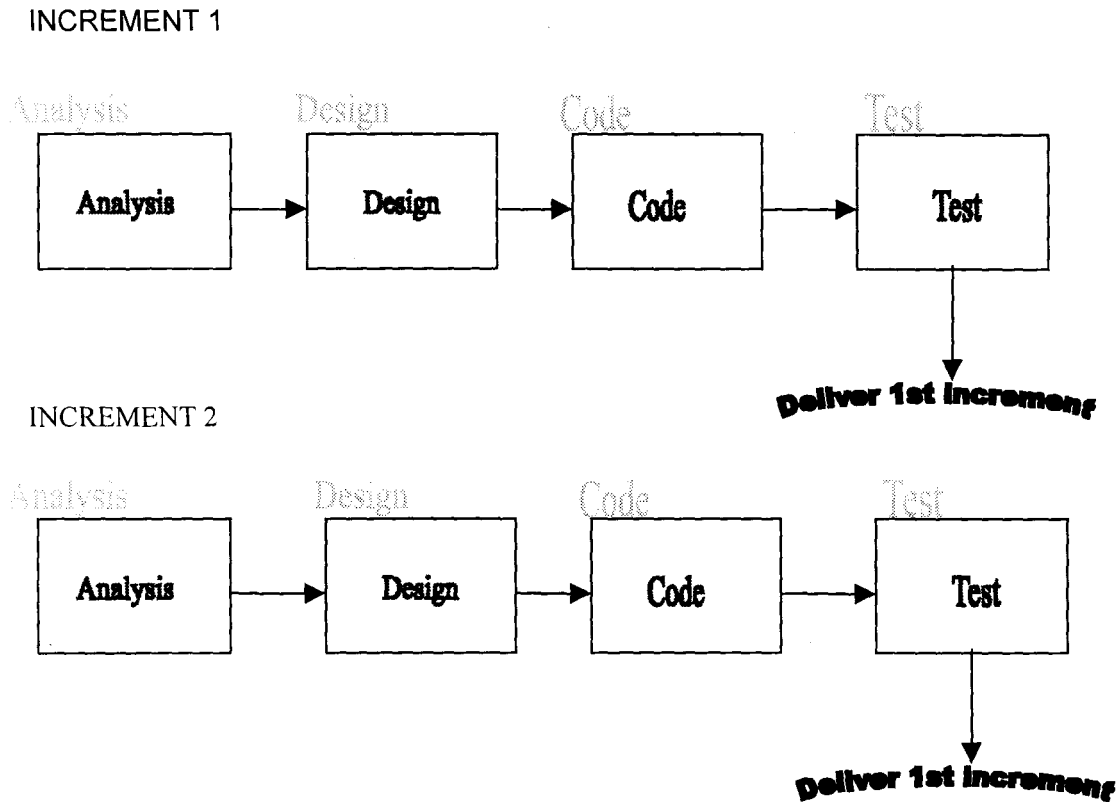 INCREMENT 1
Analysis Design Code Test
Analysis Design Code Test
Deliver 1st Increment
INCREMENT 2
Analysis Design Code Test
Analysis Design Code Test
Deliver 1st Increment